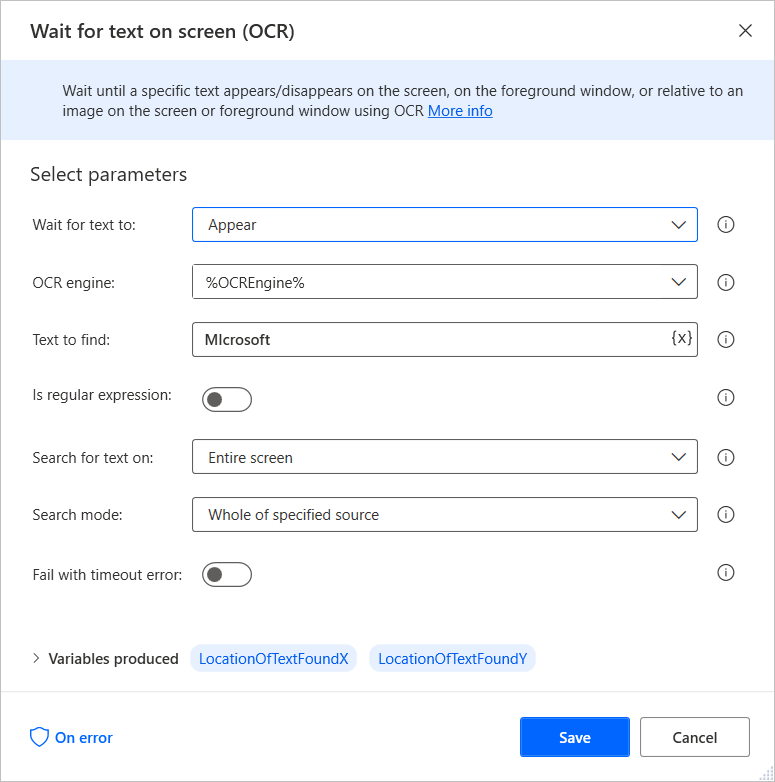 Wait for text on screen (OCR)
Wait until a specific text appears/disappears on the screen, on the foreground window, or relative to an
image on the screen or foreground window using OCR More info
Select parameters
Wait for text to: Appear
OCR engine: %OCREngine%
Text to find: MIcrosoft {x}
Is regular expression:
Search for text on: Entire screen
Search mode: Whole of specified source
Fail with timeout error:
Variables produced LocationOfTextFoundX LocationOfTextFoundY
On error Save Cancel